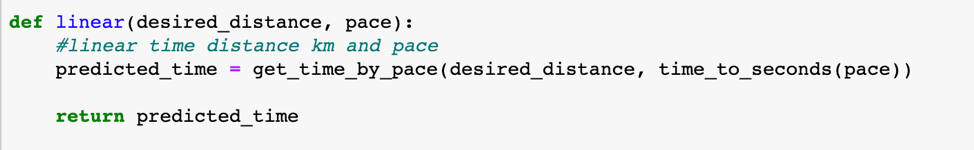 def linear(desired_distance, pace):
    #linear time distance km and pace
    predicted_time = get_time_by_pace(desired_distance, time_to_seconds(pace))
    return predicted_time